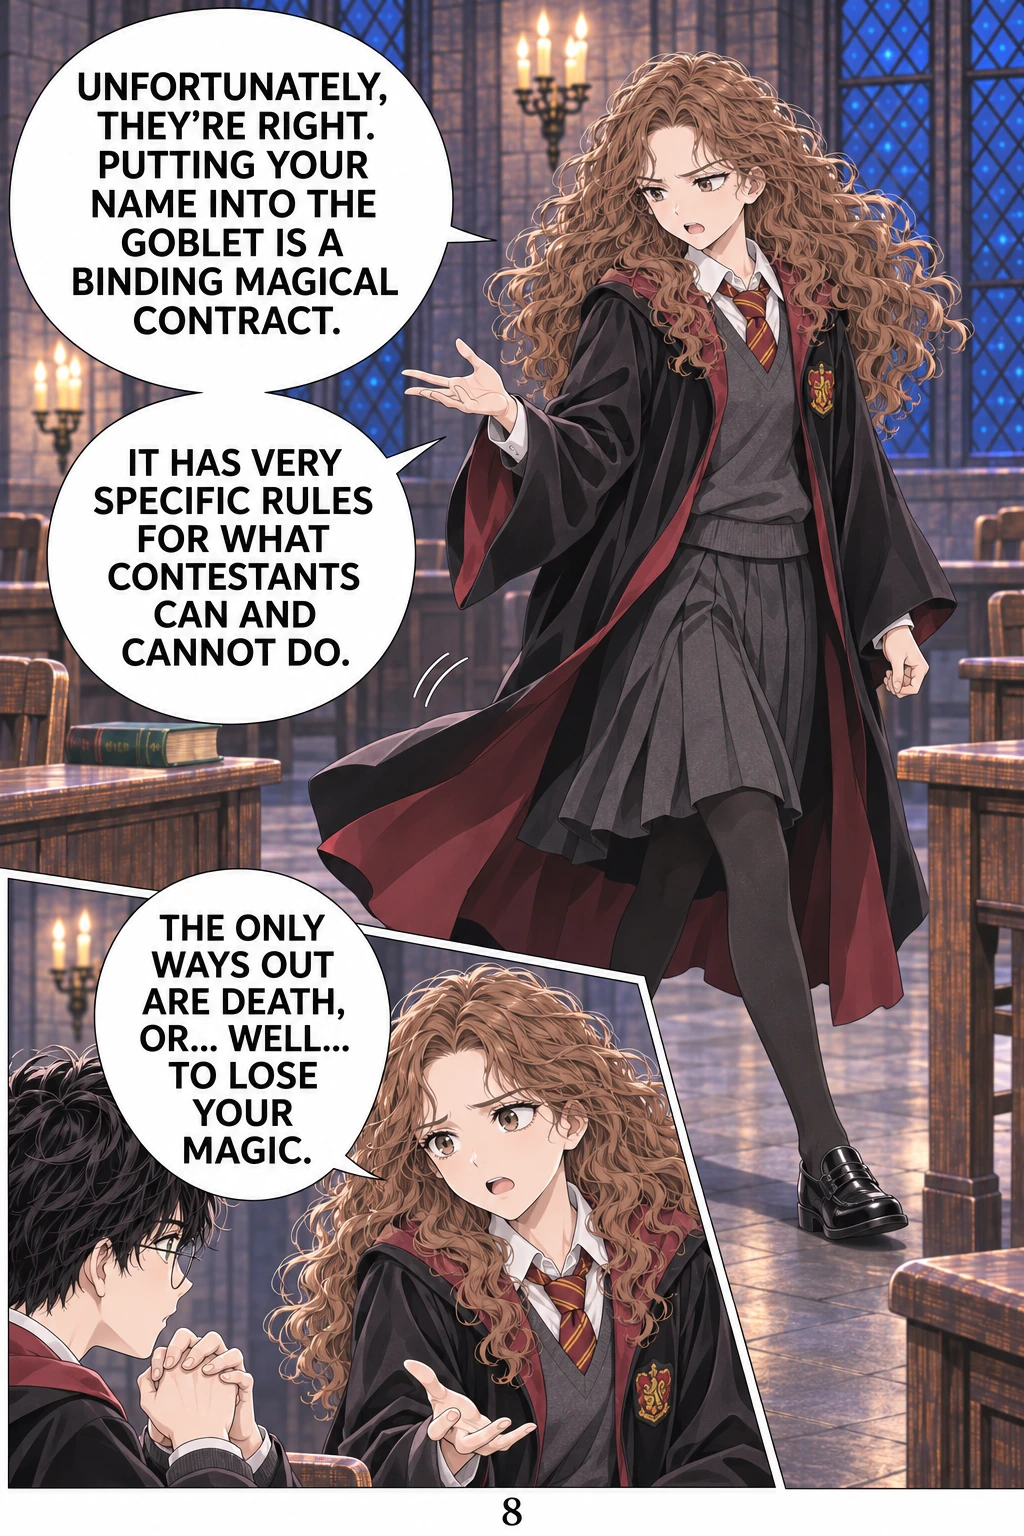 UNFORTUNATELY,
THEY'RE RIGHT.
PUTTING YOUR
NAME INTO THE
GOBLET IS A
BINDING MAGICAL
CONTRACT.
IT HAS VERY
SPECIFIC RULES
FOR WHAT
CONTESTANTS
CAN AND
CANNOT DO.
THE ONLY
WAYS OUT
ARE DEATH,
OR... WELL...
TO LOSE
YOUR
MAGIC.
8